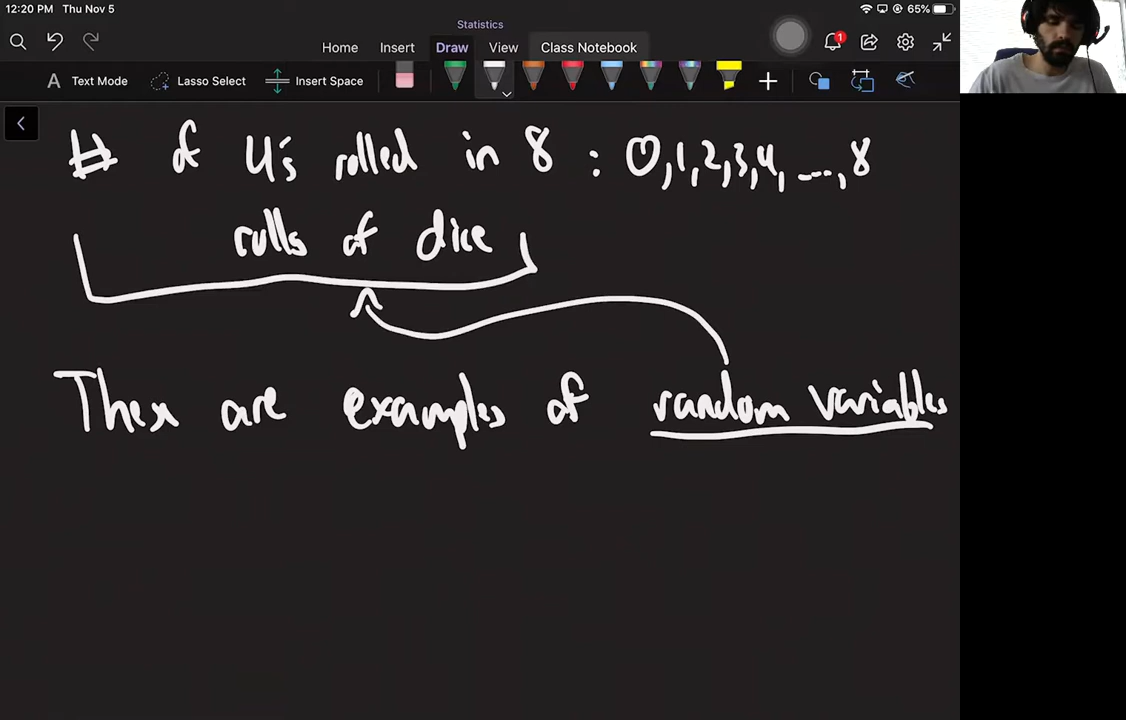 12:20 PM Thu Nov 5
65%
Statistics
Home Insert Draw View Class Notebook
1
Text Mode Lasso Select Insert Space
# of 4's rolled in 8 : 0,1,2,3,4, ...,8
rolls of dice
These are examples of random variables